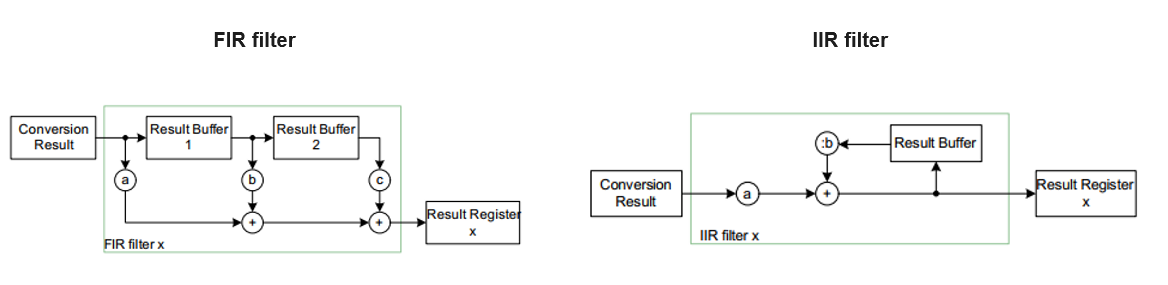 FIR filter
Conversion
Result
Result Buffer
1
Result Buffer
2
a
b
c
+
+
Result Register
x
FIR filter x
IIR filter
:b
Result Buffer
Conversion
Result
a
+
Result Register
x
IIR filter x